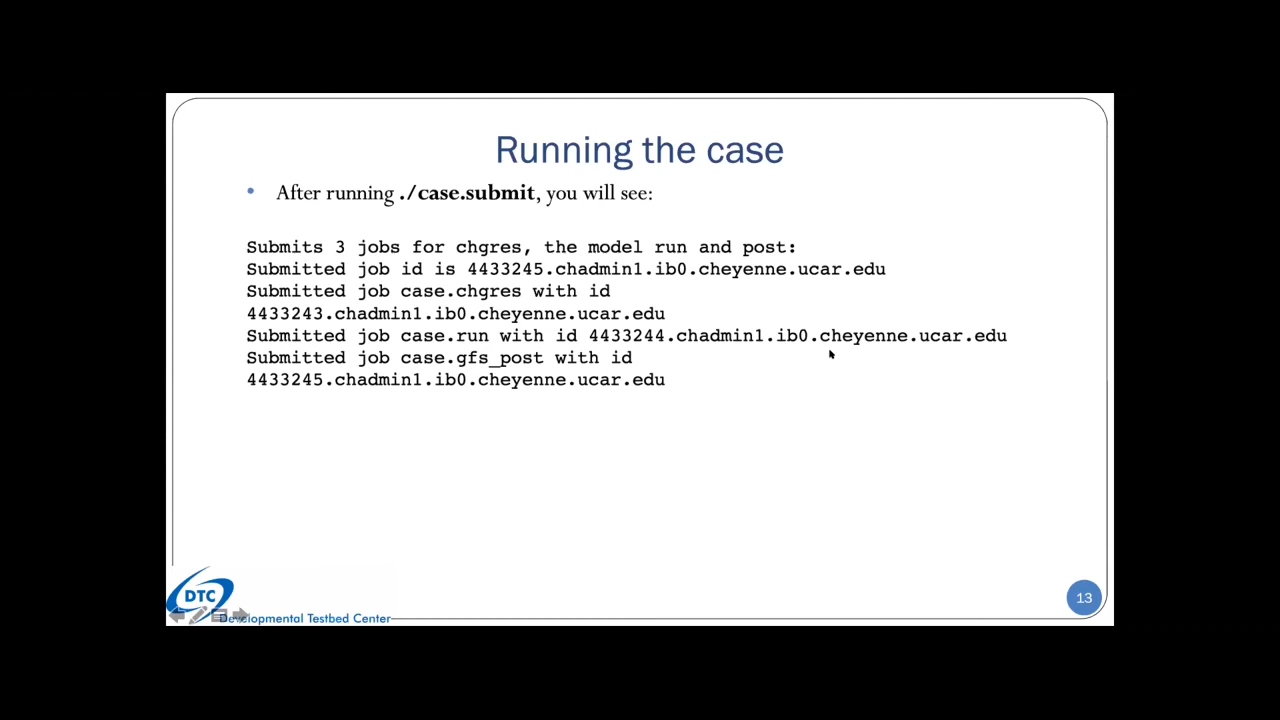 Running the case
• After running ./case.submit, you will see:
Submits 3 jobs for chgres, the model run and post:
Submitted job id is 4433245.chadmin1.ib0.cheyenne.ucar.edu
Submitted job case.chgres with id
4433243.chadmin1.ib0.cheyenne.ucar.edu
Submitted job case.run with id 4433244.chadmin1.ib0.cheyenne.ucar.edu
Submitted job case.gfs_post with id
4433245.chadmin1.ib0.cheyenne.ucar.edu
DTC
Developmental Testbed Center
13